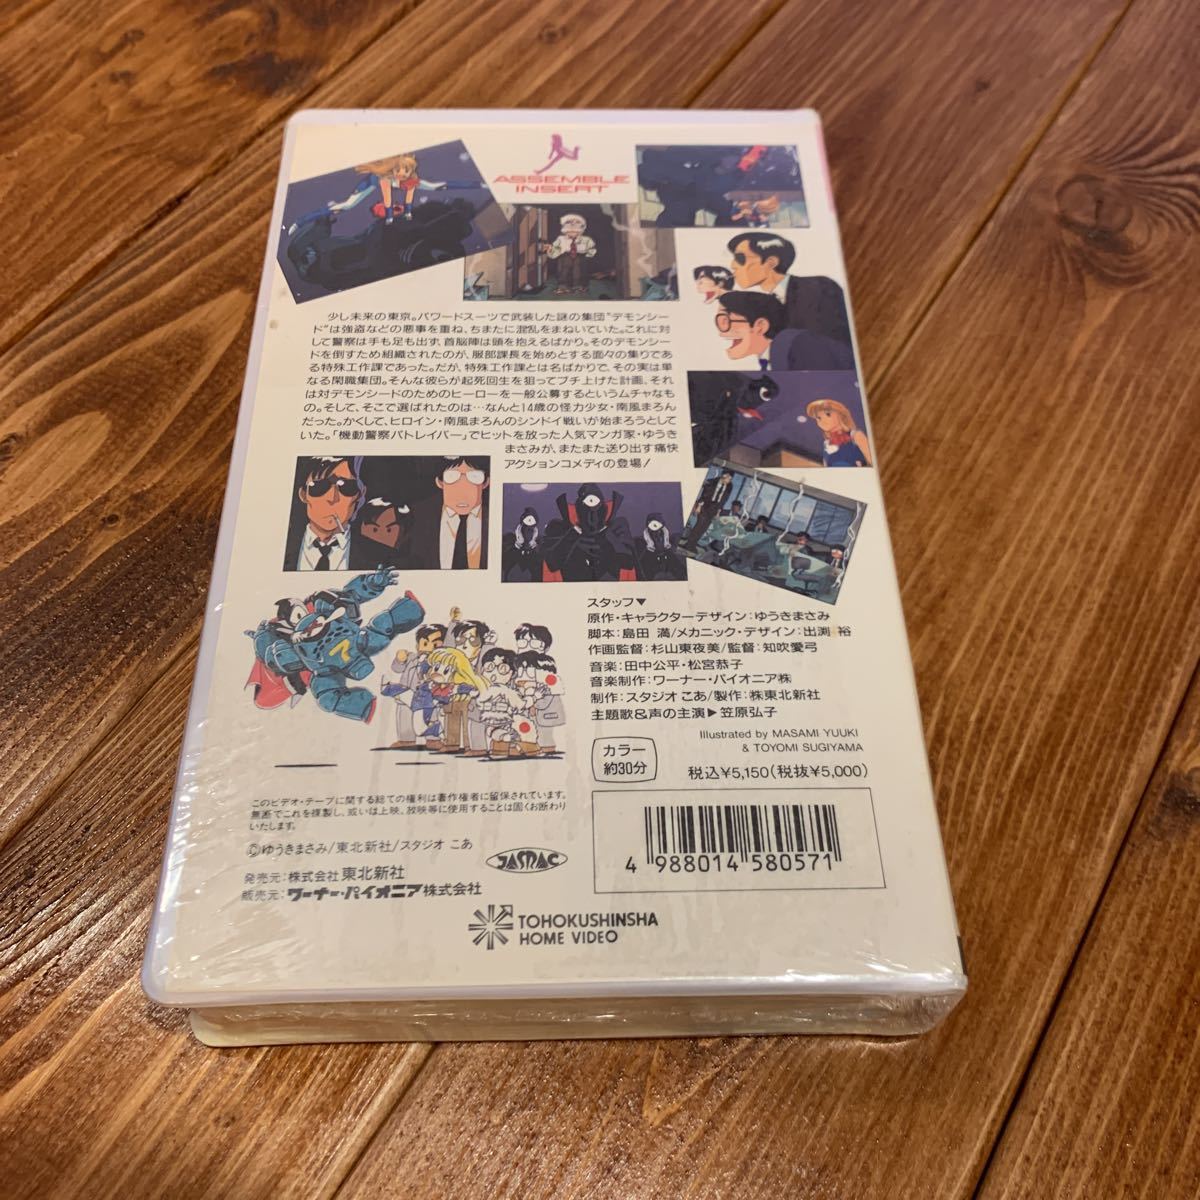 ASSEMBLE
INSERT
少し未来の東京。パワードスーツで武装した謎の集団"デモンシー
ド"は強盗などの悪事を重ね、ちまたに混乱をまねいていた。これに対
して警察は手も足も出ず、首脳陣は頭を抱えるばかり。そのデモンシー
ドを倒すため組織されたのが、服部課長を始めとする面々の集りであ
る特殊工作課であった。だが、特殊工作課とは名ばかりで、その実は単
なる閑職集団。そんな彼らが起死回生を狙ってブチ上げた計画、それ
は対デモンシードのためのヒーローを一般公募するというムチャなも
の。そして、そこで選ばれたのは…なんと14歳の怪力少女・南風まろん
だった。かくして、ヒロイン・南風まろんのシンドイ戦いが始まろうとして
いた。「機動警察パトレイバー」でヒットを放った人気マンガ家・ゆうき
まさみが、またまた送り出す痛快
アクションコメディの登場!
スタッフ▼
原作・キャラクターデザイン:ゆうきまさみ
脚本:島田 満/メカニック・デザイン:出渕 裕
作画監督:杉山東夜美/監督:知吹愛弓
音楽:田中公平・松宮恭子
音楽制作:ワーナー・パイオニア㈱
制作:スタジオ こあ/製作:㈱東北新社
主題歌&声の主演▶笠原弘子
Illustrated by MASAMI YUUKI
& TOYOMI SUGIYAMA
カラー
約30分
税込¥5,150(税抜¥5,000)
このビデオ・テープに関する総ての権利は著作権者に留保されています。
無断でこれを複製し、或いは上映、放映等に使用することは固くお断わり
いたします。
Ⓒゆうきまさみ/東北新社/スタジオ こあ
JASRAC
発売元:株式会社 東北新社
販売元:ワーナー・パイオニア株式会社
4 988014 580571
TOHOKUSHINSHA
HOME VIDEO